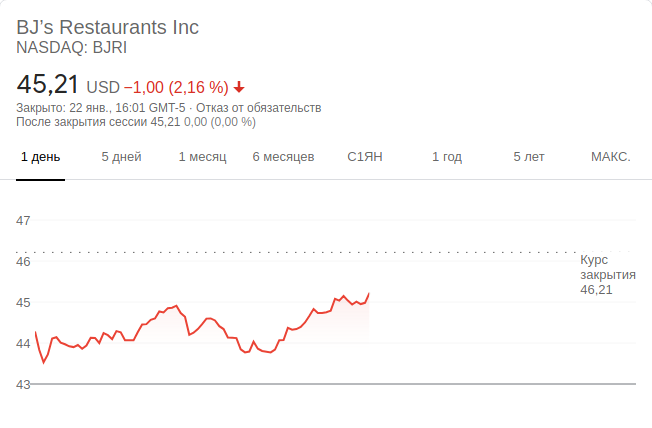 BJ’s Restaurants Inc
NASDAQ: BJRI
45,21 USD −1,00 (2,16 %)
Закрыто: 22 янв., 16:01 GMT-5 · Отказ от обязательств
После закрытия сессии 45,21 0,00 (0,00 %)
1 день 5 дней 1 месяц 6 месяцев С1ЯН 1 год 5 лет МАКС.
47
46
45
44
43
Курс
закрытия
46,21